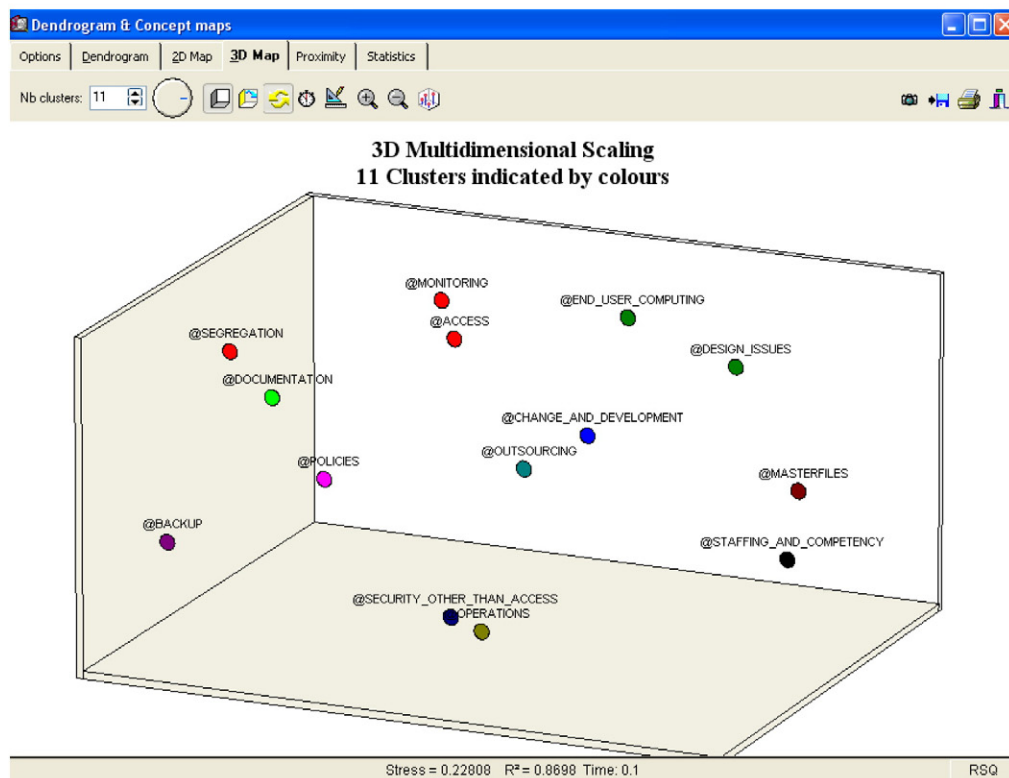 Dendrogram & Concept maps
Options Dendrogram 2D Map 3D Map Proximity Statistics
Nb clusters: 11
3D Multidimensional Scaling
11 Clusters indicated by colours
@MONITORING
@END_USER_COMPUTING
@ACCESS
@SEGREGATION
@DESIGN_ISSUES
@DOCUMENTATION
@CHANGE_AND_DEVELOPMENT
@OUTSOURCING
@POLICIES
@MASTERFILES
@BACKUP
@STAFFING_AND_COMPETENCY
@SECURITY_OTHER_THAN_ACCESS
OPERATIONS
Stress = 0.22808 R² = 0.8698 Time: 0.1 RSQ